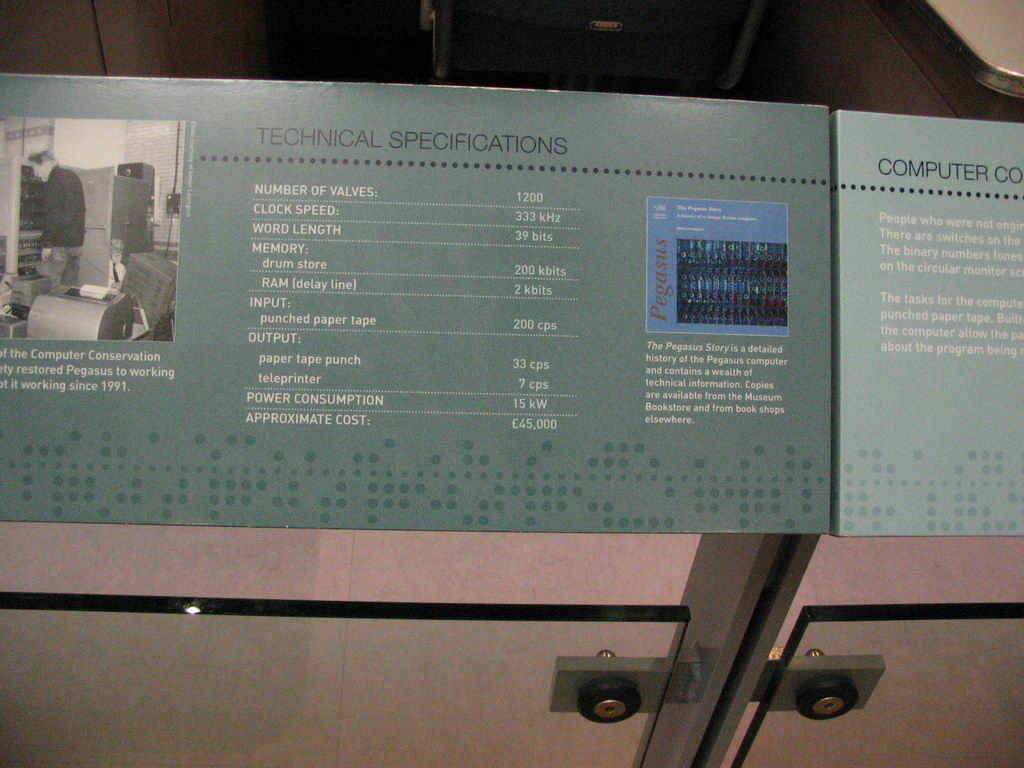 TECHNICAL SPECIFICATIONS
NUMBER OF VALVES: 1200
CLOCK SPEED: 333 kHz
WORD LENGTH 39 bits
MEMORY:
drum store 200 kbits
RAM (delay line) 2 kbits
INPUT:
punched paper tape 200 cps
OUTPUT:
paper tape punch 33 cps
teleprinter 7 cps
POWER CONSUMPTION 15 kW
APPROXIMATE COST: £45,000
of the Computer Conservation
ety restored Pegasus to working
pt it working since 1991.
The Pegasus Story
Pegasus
The Pegasus Story is a detailed
history of the Pegasus computer
and contains a wealth of
technical information. Copies
are available from the Museum
Bookstore and from book shops
elsewhere.
COMPUTER CO
People who were not engin
There are switches on the
The binary numbers (ones
on the circular monitor scr
The tasks for the compute
punched paper tape. Built
the computer allow the pa
about the program being r